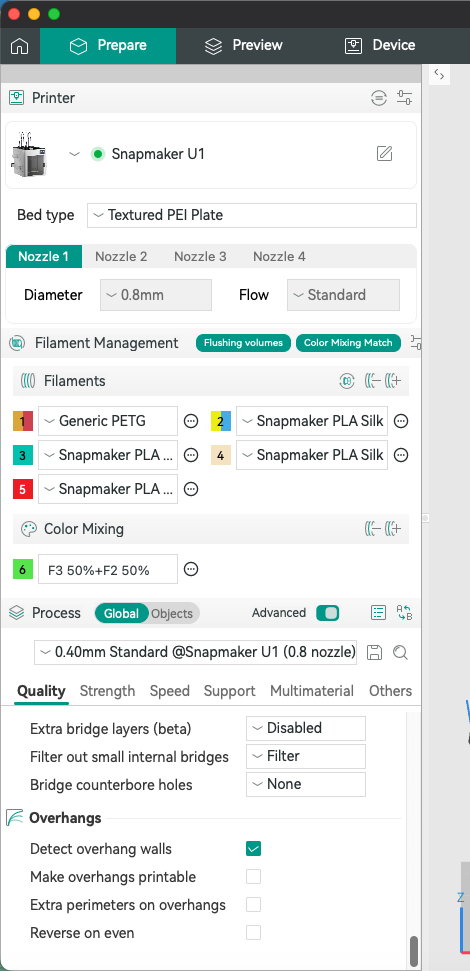 Prepare
Preview
Device
Printer
Snapmaker U1
Bed type
Textured PEI Plate
Nozzle 1
Nozzle 2
Nozzle 3
Nozzle 4
Diameter
0.8mm
Flow
Standard
Filament Management
Flushing volumes
Color Mixing Match
Filaments
1
Generic PETG
2
Snapmaker PLA Silk
3
Snapmaker PLA ...
4
Snapmaker PLA Silk
5
Snapmaker PLA ...
Color Mixing
6
F3 50%+F2 50%
Process
Global
Objects
Advanced
A
B
0.40mm Standard @Snapmaker U1 (0.8 nozzle)
Quality
Strength
Speed
Support
Multimaterial
Others
Extra bridge layers (beta)
Disabled
Filter out small internal bridges
Filter
Bridge counterbore holes
None
Overhangs
Detect overhang walls
Make overhangs printable
Extra perimeters on overhangs
Reverse on even
Z